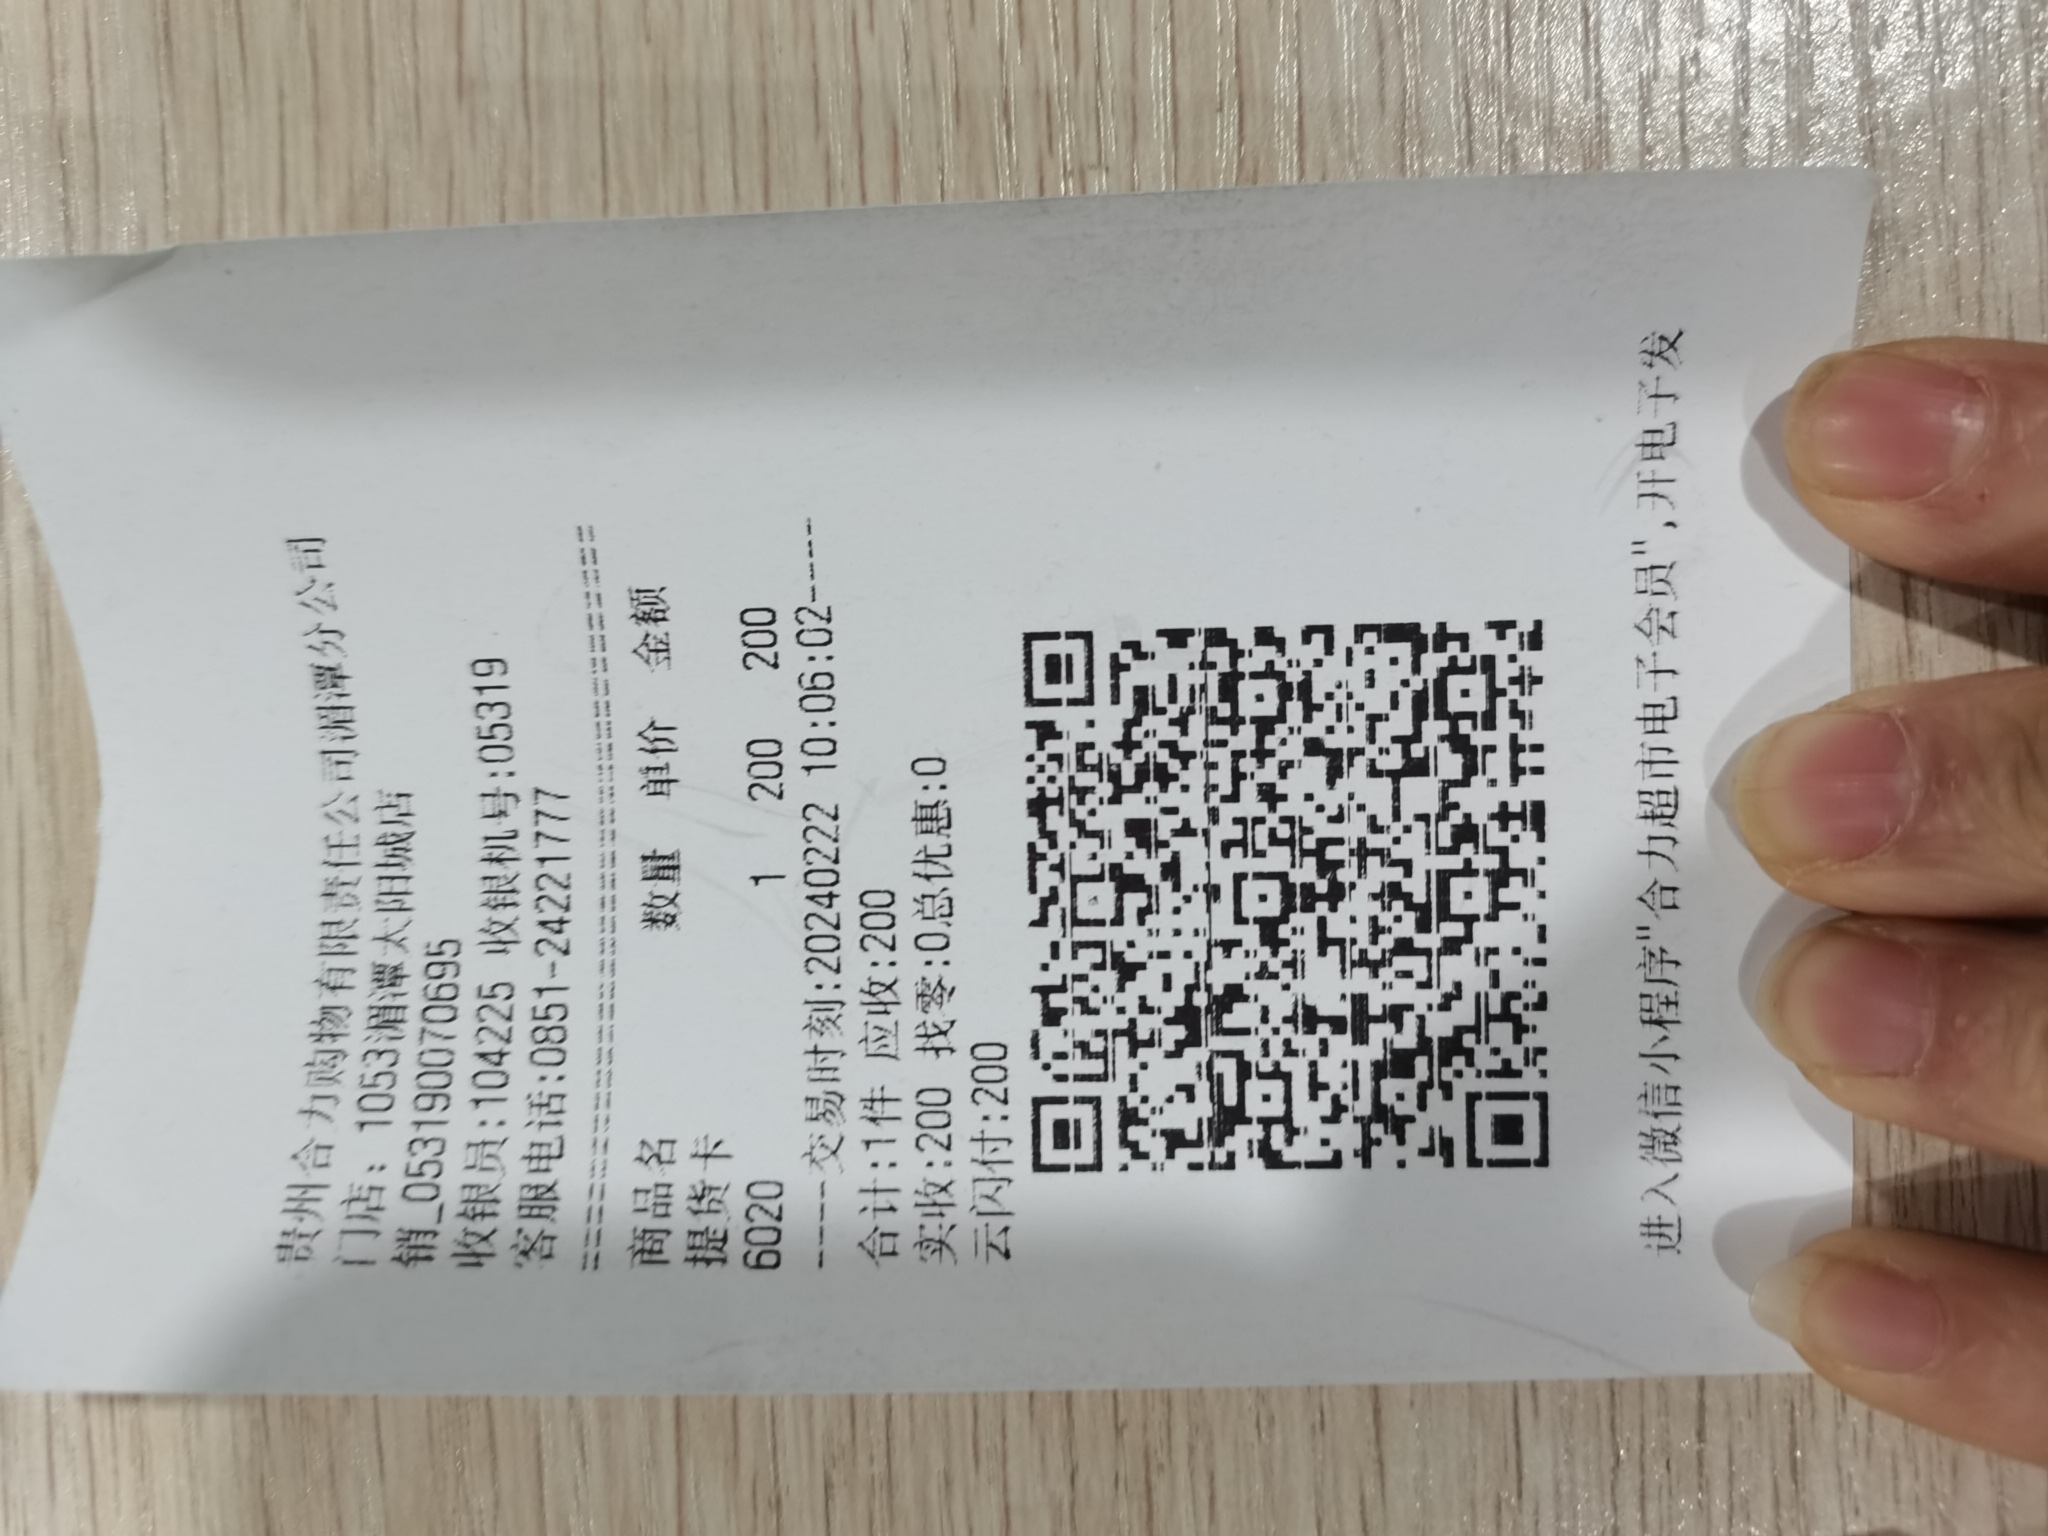 贵州合力购物有限责任公司湄潭分公司
门店: 1053湄潭太阳城店
销_0531900070695
收银员:104225 收银机号:05319
客服电话:0851-24221777
================================
商品名 数量 单价 金额
提货卡
6020 1 200 200
----交易时刻:20240222 10:06:02-----
合计:1件 应收:200
实收:200 找零:0总优惠:0
云闪付:200
进入微信小程序"合力超市电子会员",开电子发